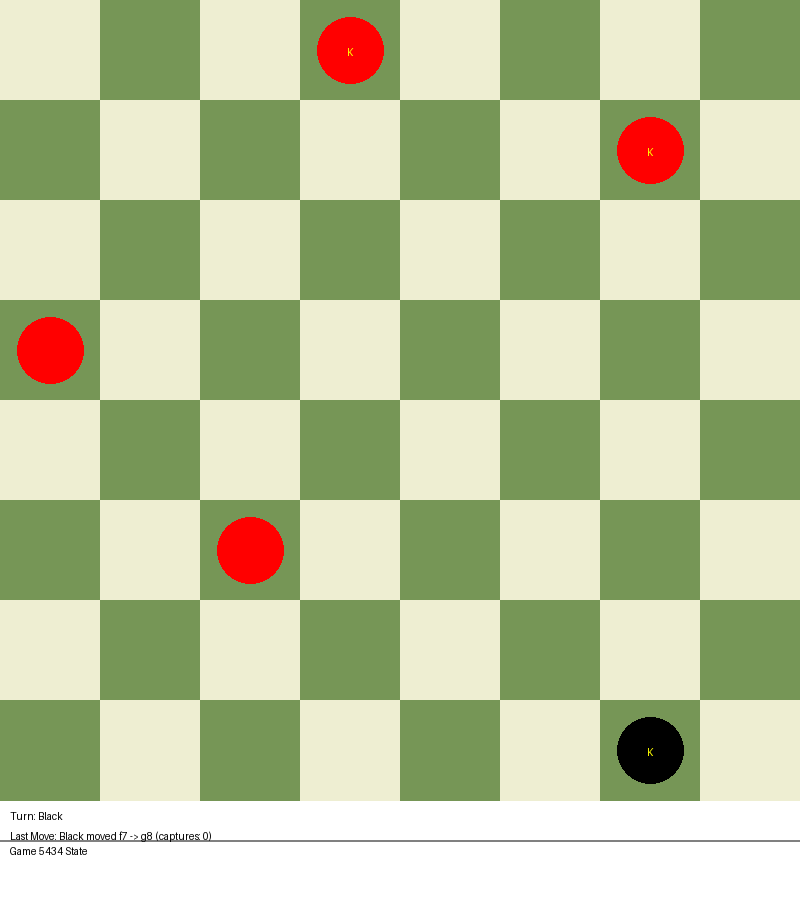 K
K
K
Turn: Black
Last Move: Black moved f7 -> g8 (captures: 0)
Game 5434 State